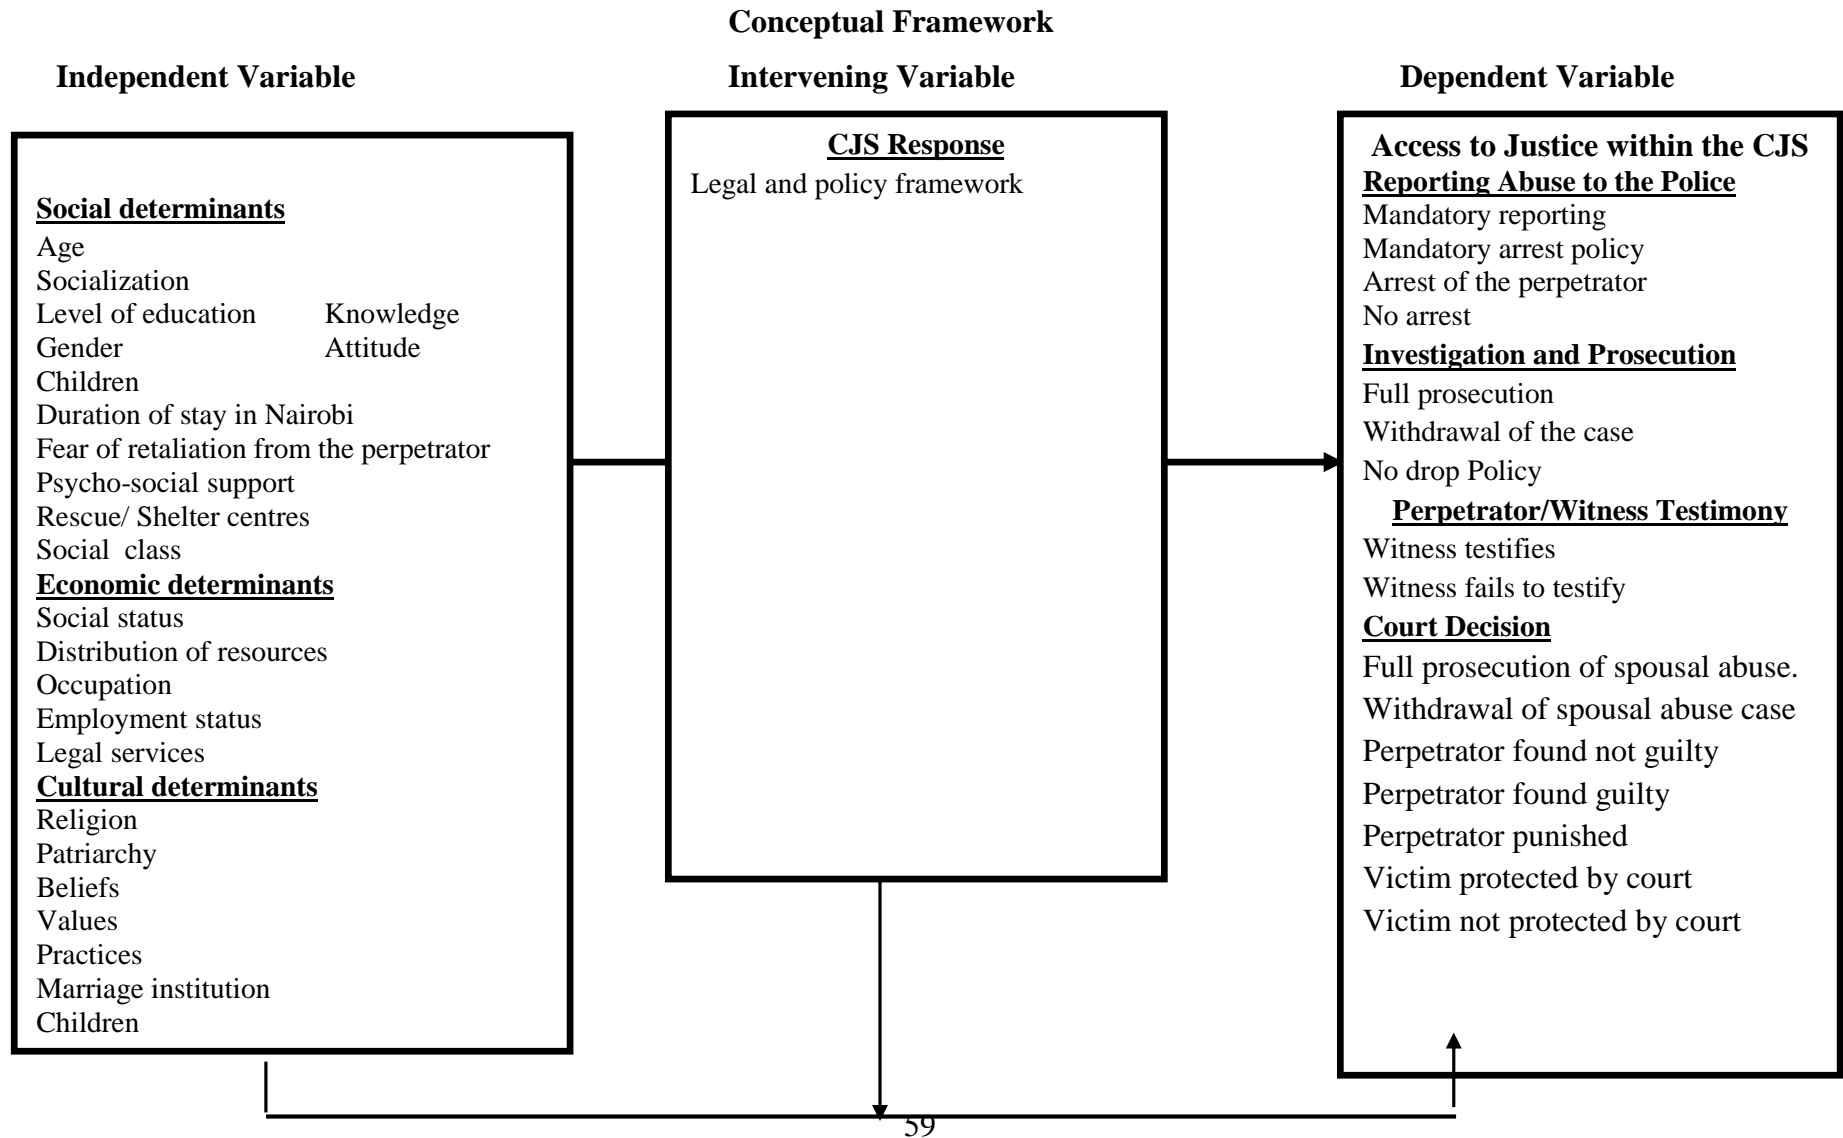 Conceptual Framework
Independent Variable
Intervening Variable
Dependent Variable
Social determinants
Age
Socialization
Level of education Knowledge
Gender Attitude
Children
Duration of stay in Nairobi
Fear of retaliation from the perpetrator
Psycho-social support
Rescue/ Shelter centres
Social class
Economic determinants
Social status
Distribution of resources
Occupation
Employment status
Legal services
Cultural determinants
Religion
Patriarchy
Beliefs
Values
Practices
Marriage institution
Children
CJS Response
Legal and policy framework
Access to Justice within the CJS
Reporting Abuse to the Police
Mandatory reporting
Mandatory arrest policy
Arrest of the perpetrator
No arrest
Investigation and Prosecution
Full prosecution
Withdrawal of the case
No drop Policy
Perpetrator/Witness Testimony
Witness testifies
Witness fails to testify
Court Decision
Full prosecution of spousal abuse.
Withdrawal of spousal abuse case
Perpetrator found not guilty
Perpetrator found guilty
Perpetrator punished
Victim protected by court
Victim not protected by court
59